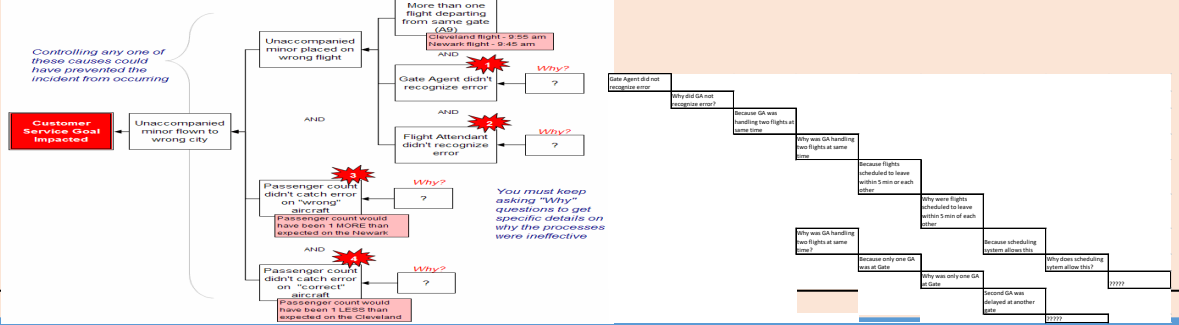 More than one
flight departing
from same gate
(A9)
Cleveland flight - 9:55 am
Newark flight - 9:45 am
Controlling any one of
these causes could
have prevented the
incident from occurring
Unaccompanied
minor placed on
wrong flight
AND
1
Gate Agent didn't
recognize error
Why?
?
AND
AND
2
Flight Attendant
didn't recognize
error
Why?
?
Customer
Service Goal
Impacted
Unaccompanied
minor flown to
wrong city
3
Passenger count
didn't catch error
on "wrong"
aircraft
Passenger count would
have been 1 MORE than
expected on the Newark
Why?
?
You must keep
asking "Why"
questions to get
specific details on
why the processes
were ineffective
AND
4
Passenger count
didn't catch error
on "correct"
aircraft
Passenger count would
have been 1 LESS than
expected on the Cleveland
Why?
?
Gate Agent did not
recognize error
Why did GA not
recognize error?
Because GA was
handling two flights at
same time
Why was GA handling
two flights at same
time
Because flights
scheduled to leave
within 5 min or each
other
Why were flights
scheduled to leave
within 5 min of each
other
Because scheduling
system allows this
Why does scheduling
sytem allow this?
?????
Why was GA handling
two flights at same
time?
Because only one GA
was at Gate
Why was only one GA
at Gate
Second GA was
delayed at another
gate
?????